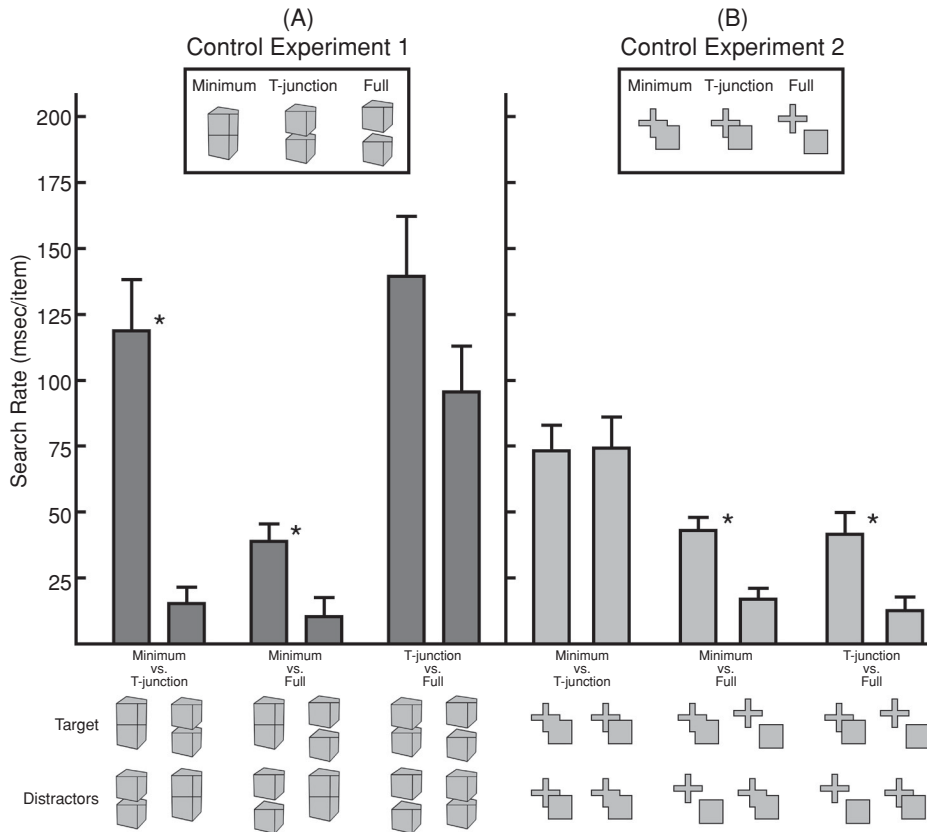 (A)
Control Experiment 1
Minimum T-junction Full
(B)
Control Experiment 2
Minimum T-junction Full
Search Rate (msec/item)
200
175
150
125
100
75
50
25
*
*
*
*
Minimum
vs.
T-junction
Minimum
vs.
Full
T-junction
vs.
Full
Minimum
vs.
T-junction
Minimum
vs.
Full
T-junction
vs.
Full
Target
Distractors